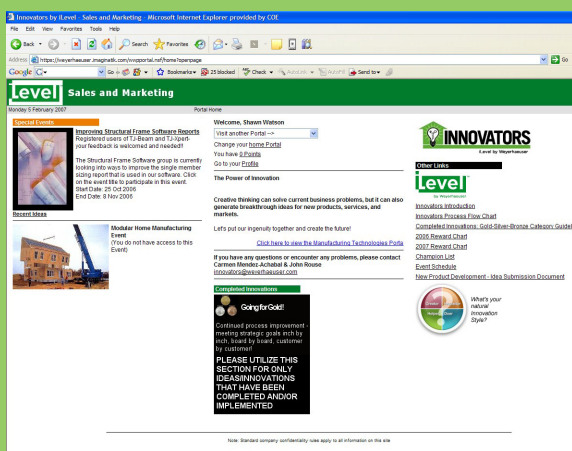 Innovators by iLevel - Sales and Marketing - Microsoft Internet Explorer provided by COE
File Edit View Favorites Tools Help
Back Search Favorites
Address https://weyerhaeuser.imaginatik.com/wvpportal.nsf/home?openpage Go
Google G Go Bookmarks 25 blocked Check AutoLink AutoFill Send to
iLevel Sales and Marketing
Monday 5 February 2007 Portal Home
Special Events
Improving Structural Frame Software Reports
Registered users of TJ-Beam and TJ-Xpert-
your feedback is welcomed and needed!!
The Structural Frame Software group is currently
looking into ways to improve the single member
sizing report that is used in our software. Click
on the event title to participate in this event.
Start Date: 25 Oct 2006
End Date: 8 Nov 2006
Recent Ideas
Modular Home Manufacturing
Event
(You do not have access to this
Event)
Welcome, Shawn Watson
Visit another Portal -->
Change your home Portal
You have 0 Points
Go to your Profile
The Power of Innovation
Creative thinking can solve current business problems, but it can also
generate breakthrough ideas for new products, services, and
markets.
Let's put our ingenuity together and create the future!
Click here to view the Manufacturing Technologies Porta
If you have any questions or encounter any problems, please contact
Carmen Mendez-Achabal & John Rouse
innovators@weyerhaeuser.com
Completed Innovations
Going for Gold!
Continued process improvement -
meeting strategic goals inch by
inch, board by board, customer
by customer!
PLEASE UTILIZE THIS
SECTION FOR ONLY
IDEAS/INNOVATIONS
THAT HAVE BEEN
COMPLETED AND/OR
IMPLEMENTED
INNOVATORS
iLevel by Weyerhaeuser
Other Links
iLevel
by Weyerhaeuser
Innovators Introduction
Innovators Process Flow Chart
Completed Innovations: Gold-Silver-Bronze Category Guidel
2006 Reward Chart
2007 Reward Chart
Champion List
Event Schedule
New Product Development - Idea Submission Document
What's your
natural
Innovation
Style?
Note: Standard company confidentiality rules apply to all information on this site